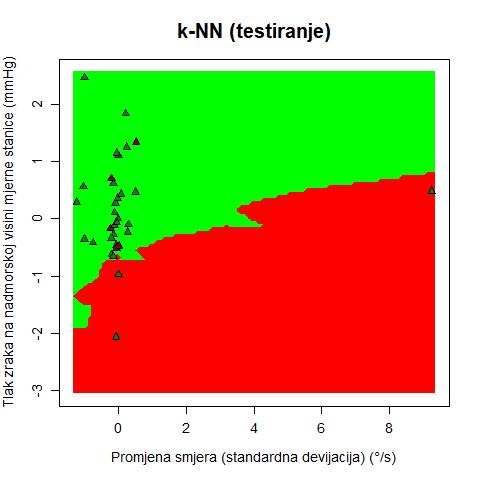 k-NN (testiranje)
Tlak zraka na nadmorskoj visini mjerne stanice (mmHg)
2
1
0
-1
-2
-3
0 2 4 6 8
Promjena smjera (standardna devijacija) (°/s)